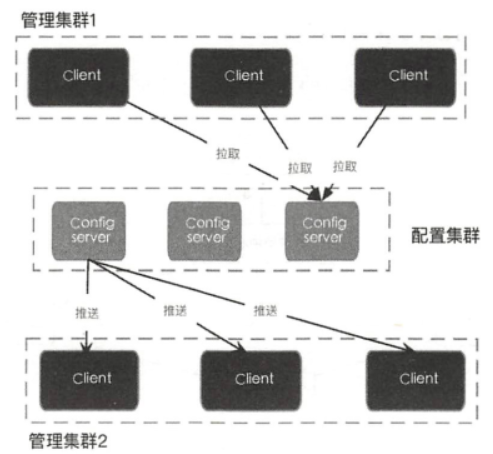 管理集群1
Client
Client
Client
拉取
拉取
拉取
Config
server
Config
server
Config
server
配置集群
推送
推送
推送
Client
Client
Client
管理集群2